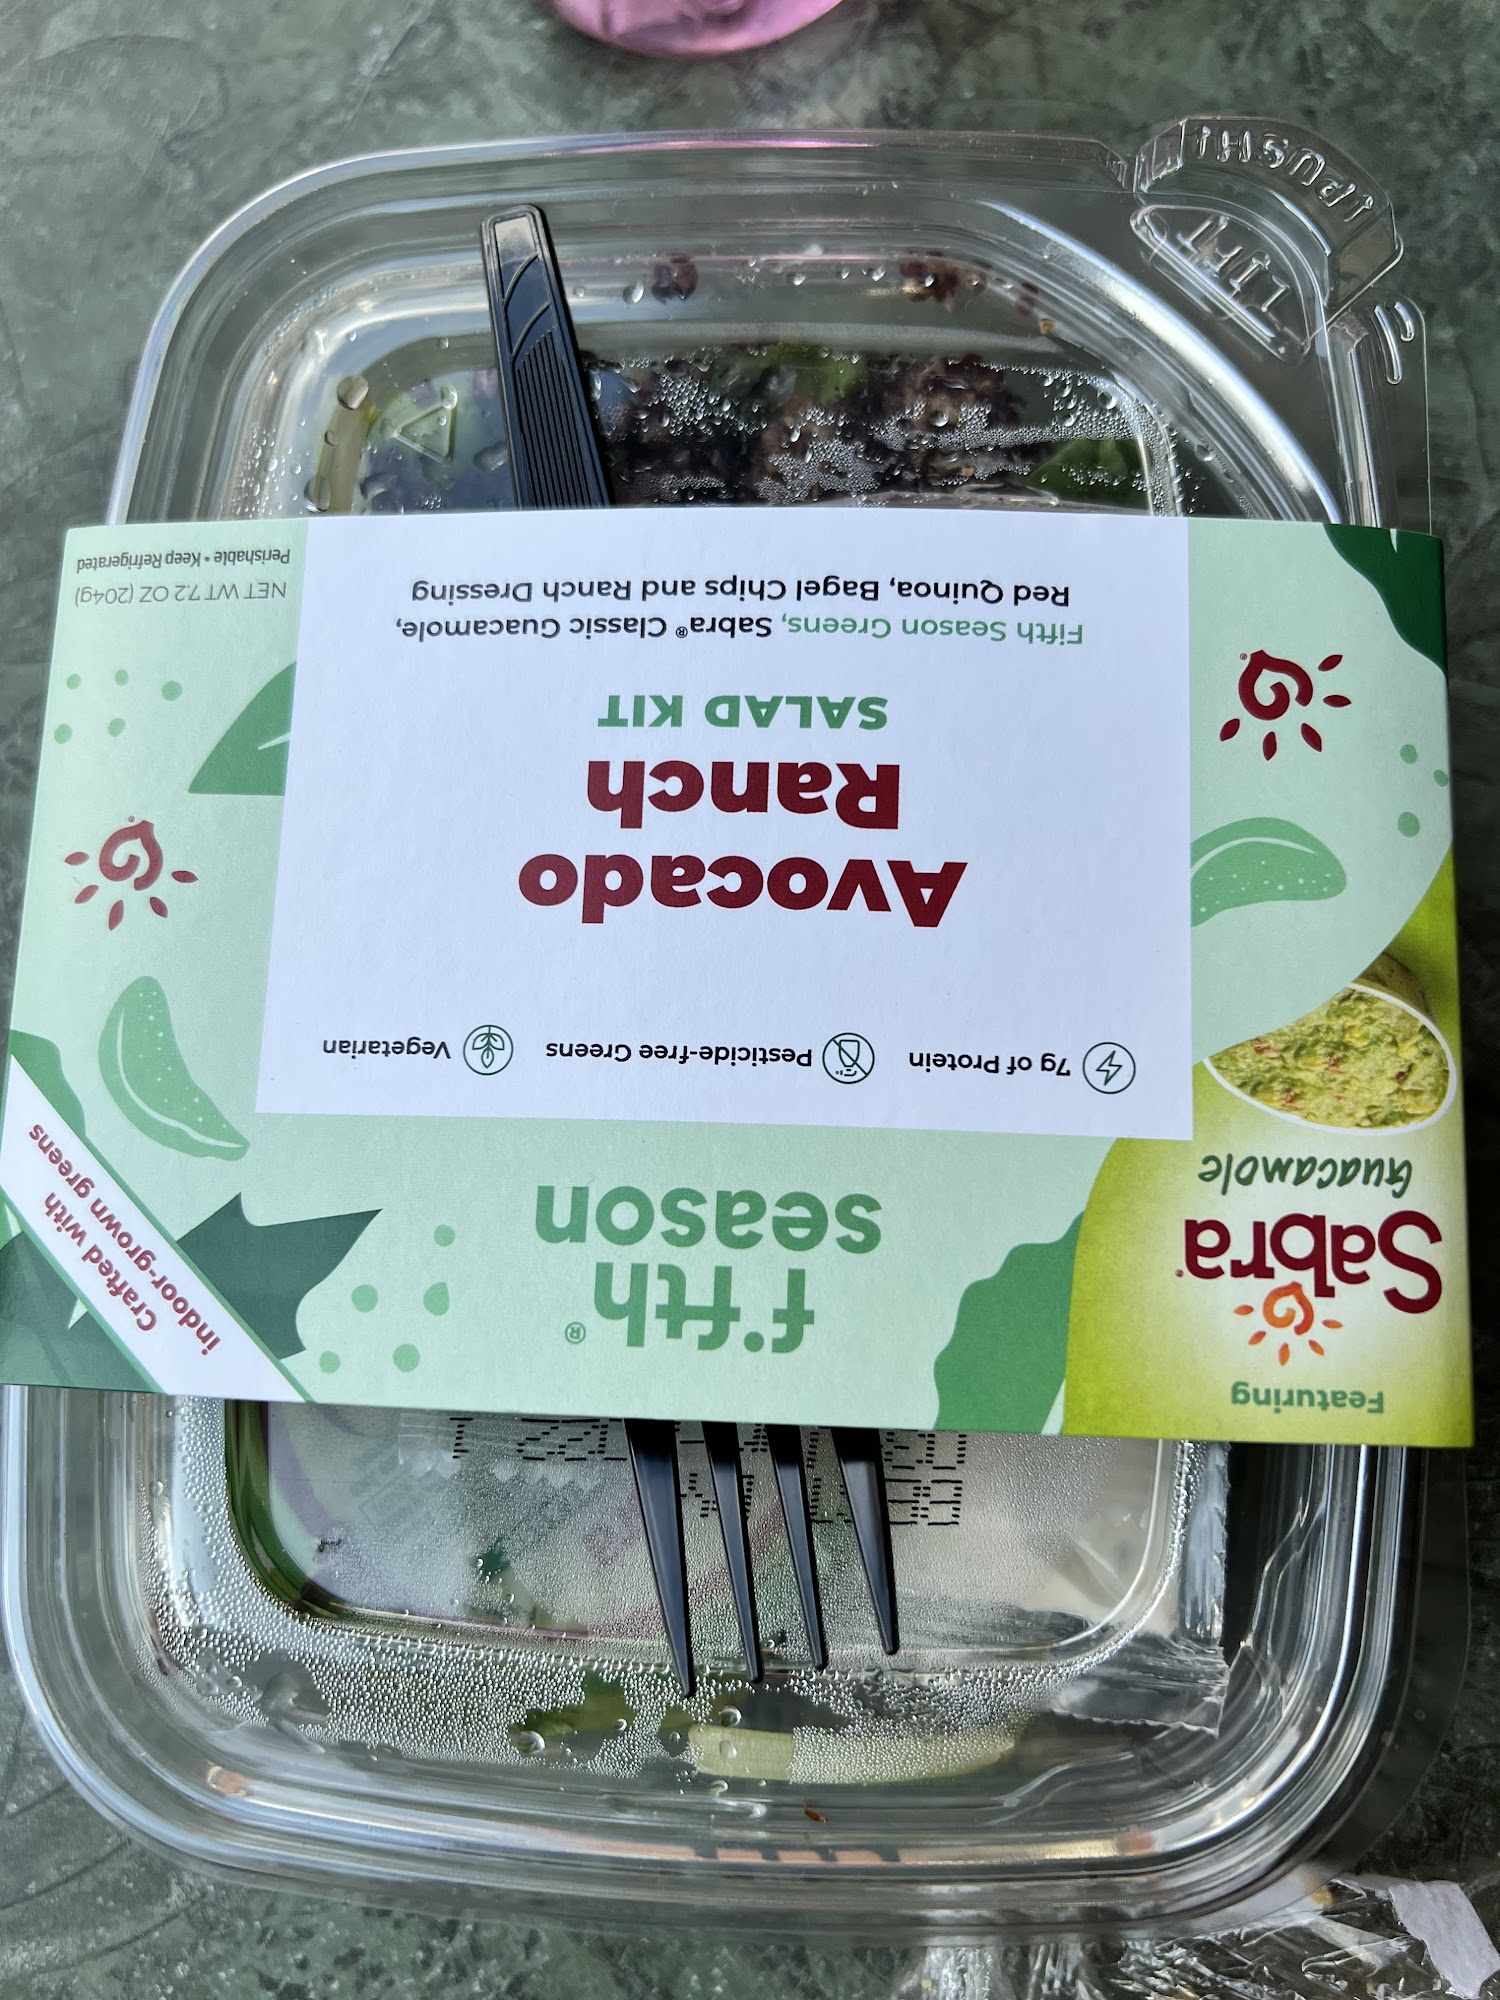 Featuring
Sabra
Guacamole
fifth®
season
Crafted with
indoor-grown greens
7g of Protein
Pesticide-free Greens
Vegetarian
Avocado
Ranch
SALAD KIT
Fifth Season Greens, Sabra® Classic Guacamole,
Red Quinoa, Bagel Chips and Ranch Dressing
NET WT 7.2 OZ (204g)
Perishable • Keep Refrigerated
LIFT
PUSH